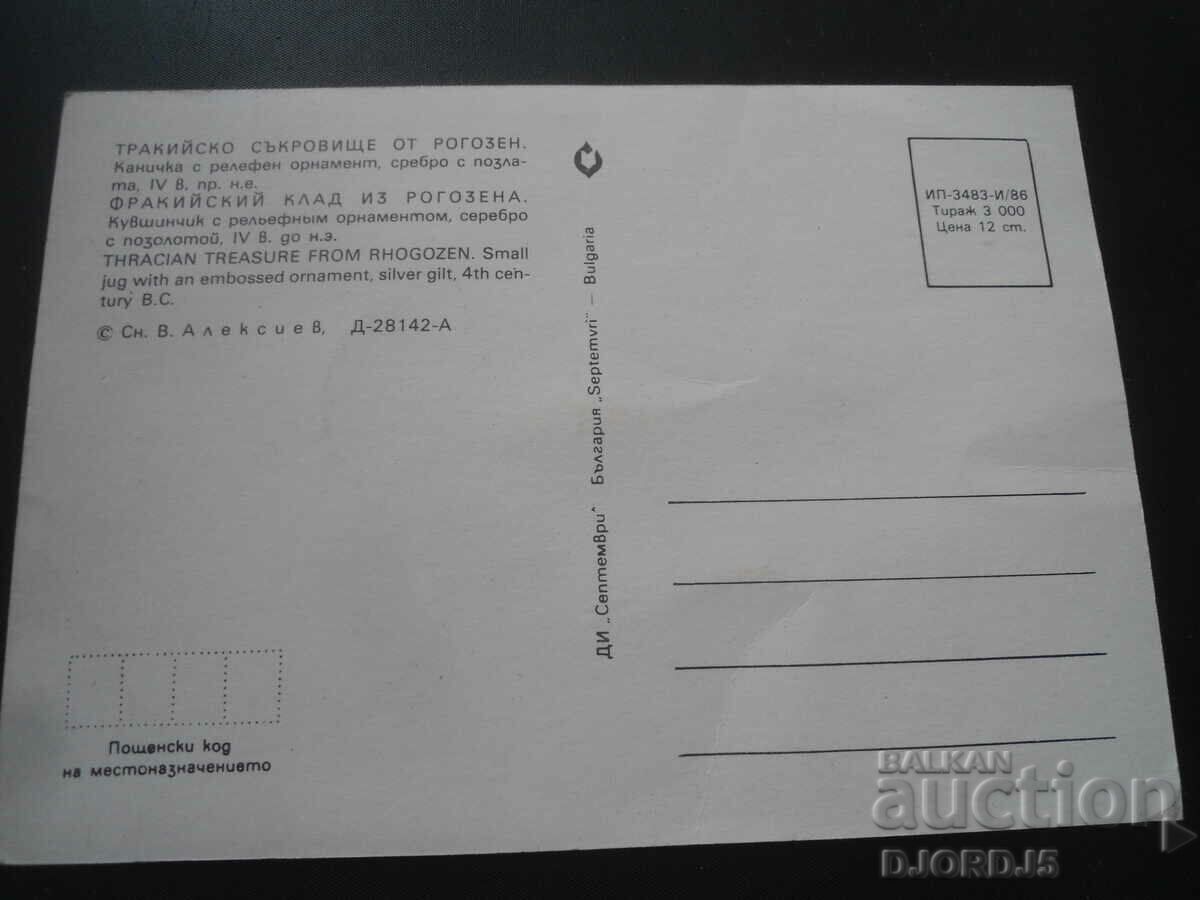 ТРАКИЙСКО СЪКРОВИЩЕ ОТ РОГОЗЕН.
Каничка с релефен орнамент, сребро с позла-
та, IV в. пр. н.е.
ФРАКИЙСКИЙ КЛАД ИЗ РОГОЗЕНА.
Кувшинчик с рельефным орнаментом, серебро
с позолотой, IV в. до н.э.
THRACIAN TREASURE FROM RHOGOZEN. Small
jug with an embossed ornament, silver gilt, 4th cen-
tury B.C.
© Сн. В. Алексиев, Д-28142-А
ДИ „Септември" България „Septemvri" — Bulgaria
ИП-3483-И/86
Тираж 3 000
Цена 12 ст.
Пощенски код
на местоназначението
BALKAN
auction
DJORDJ5